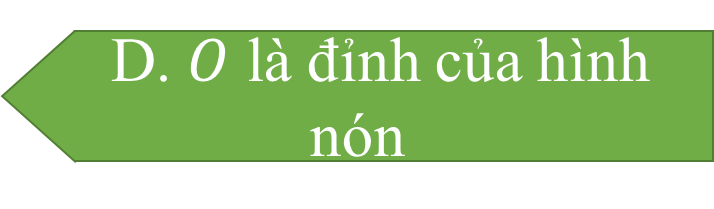 D. O là đỉnh của hình
nón